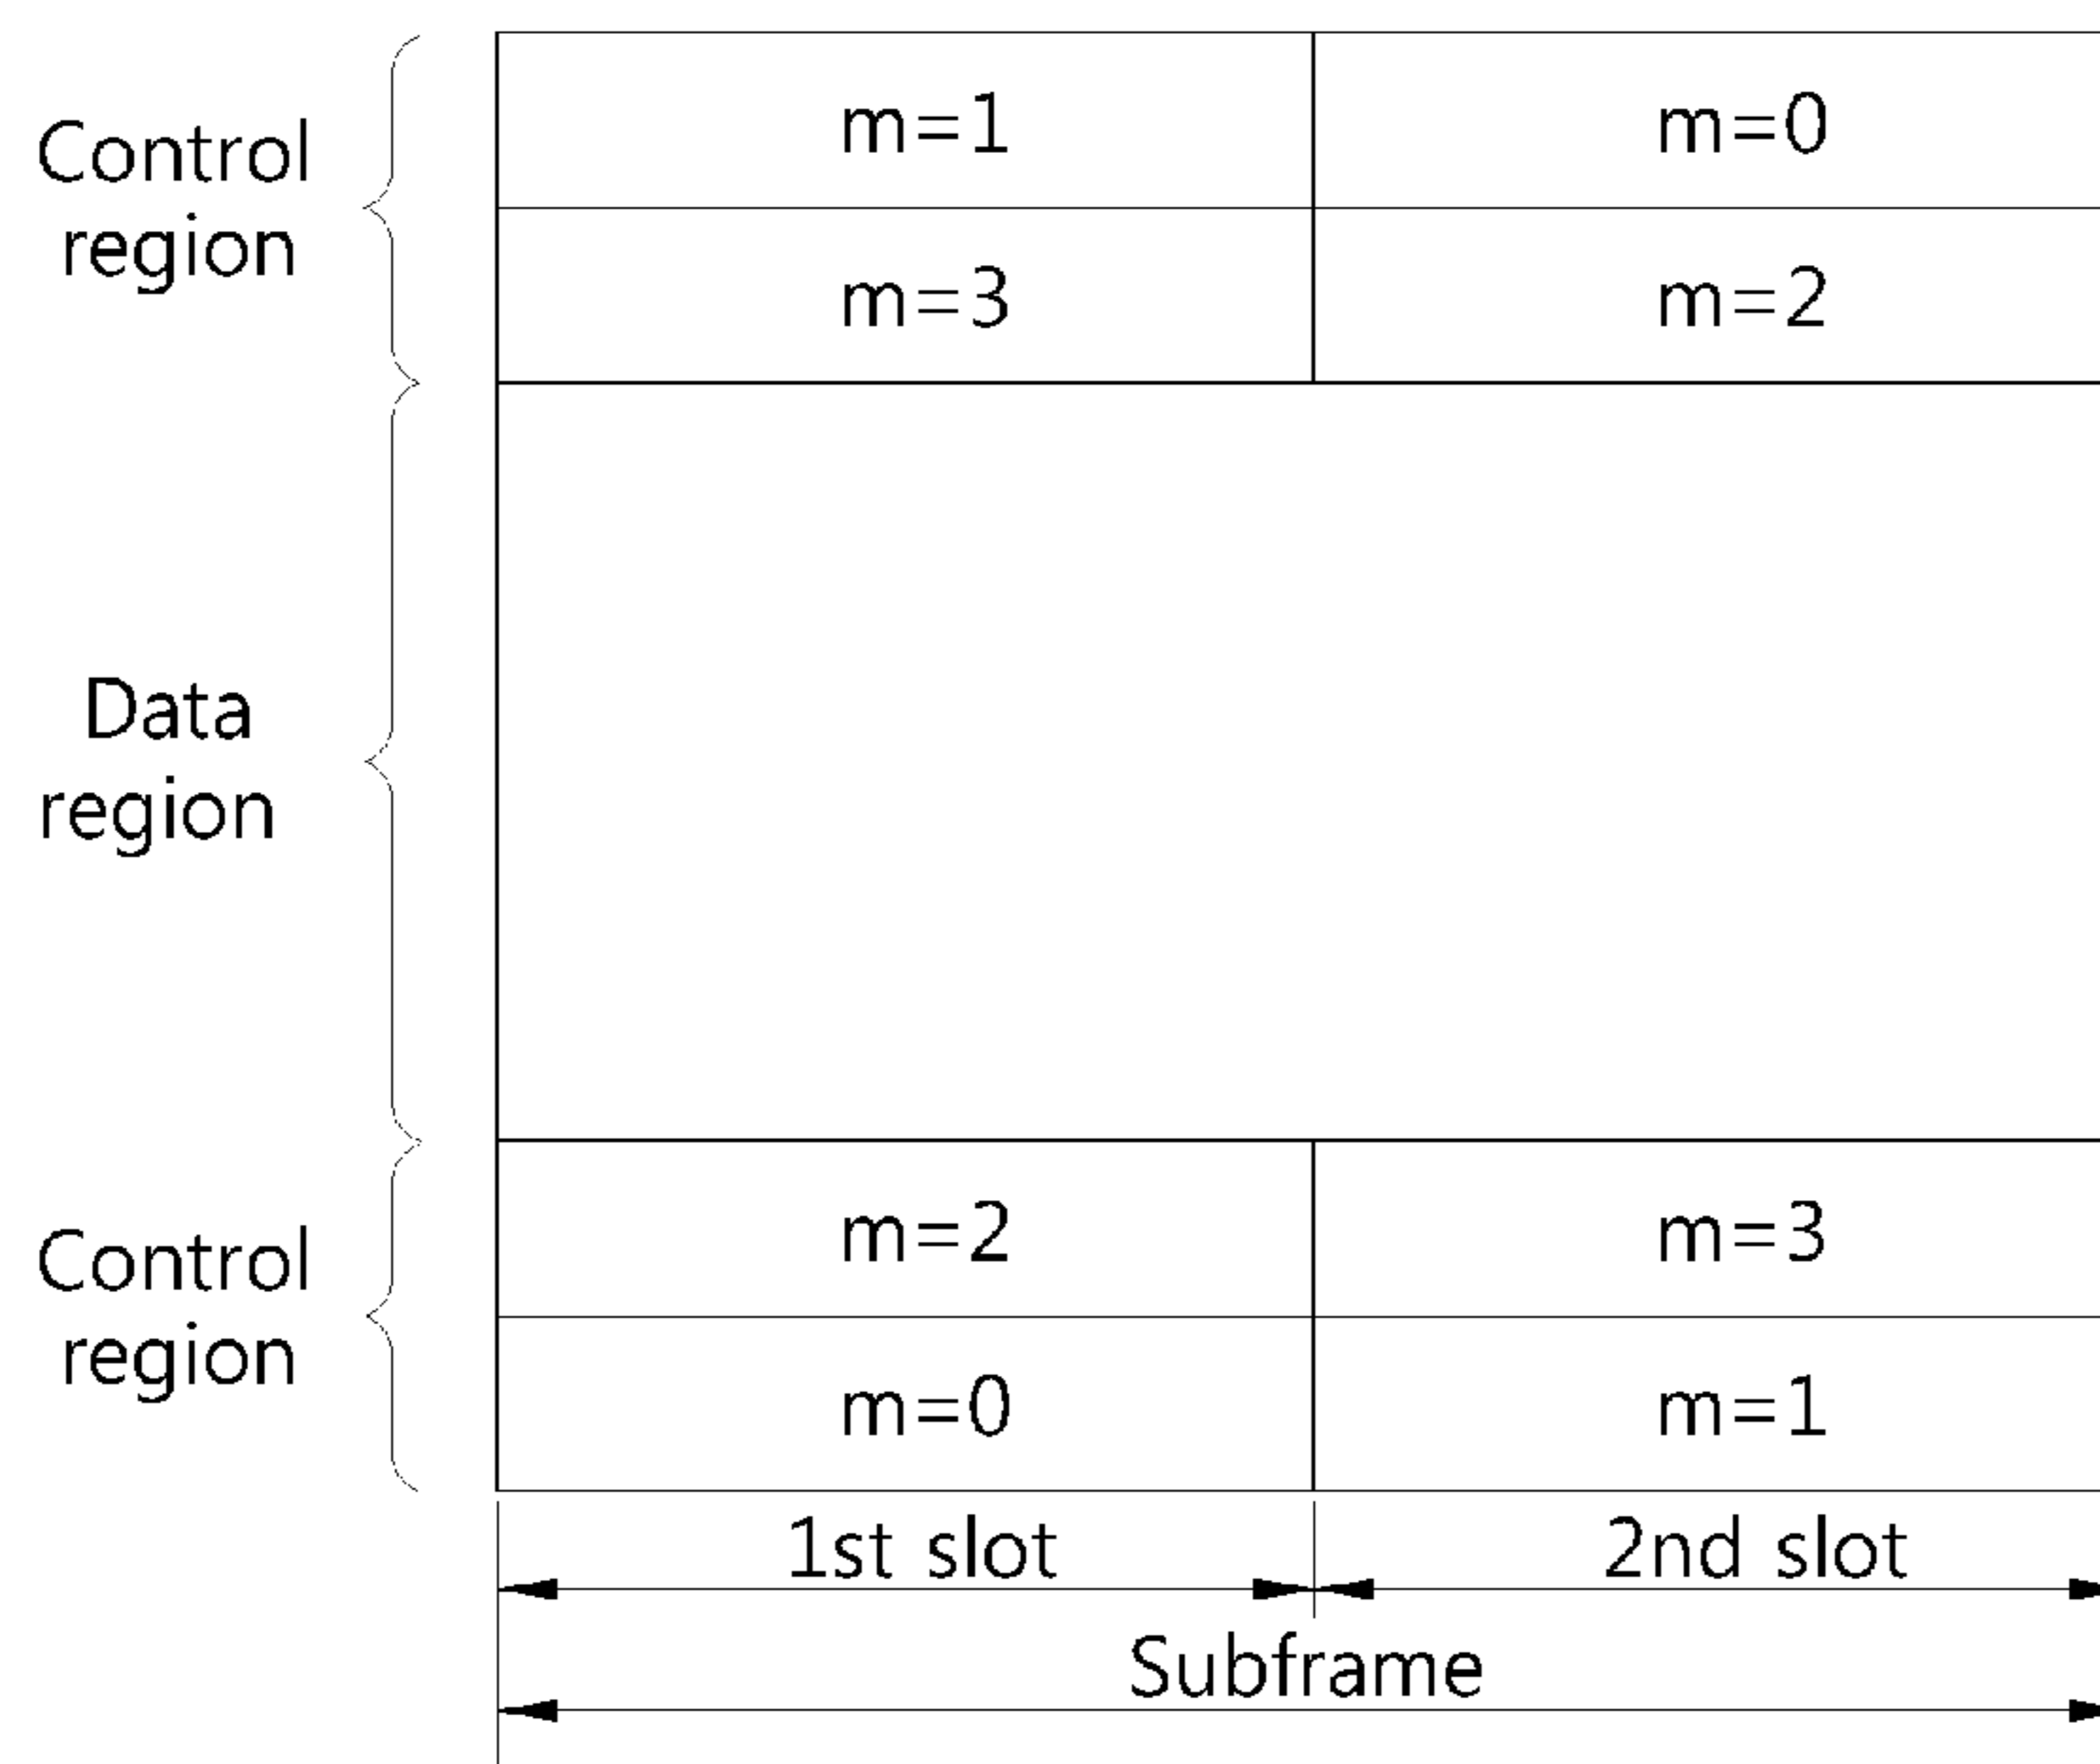 Control
region
m=1
m=0
m=3
m=2
Data
region
Control
region
m=2
m=3
m=0
m=1
1st slot
2nd slot
Subframe